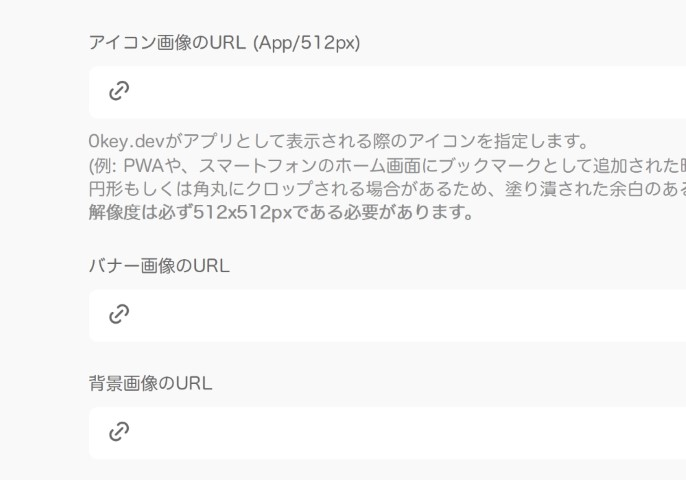 アイコン画像のURL (App/512px)
0key.devがアプリとして表示される際のアイコンを指定します。
(例: PWAや、スマートフォンのホーム画面にブックマークとして追加された
円形もしくは角丸にクロップされる場合があるため、塗り潰された余白のある
解像度は必ず512x512pxである必要があります。
バナー画像のURL
背景画像のURL